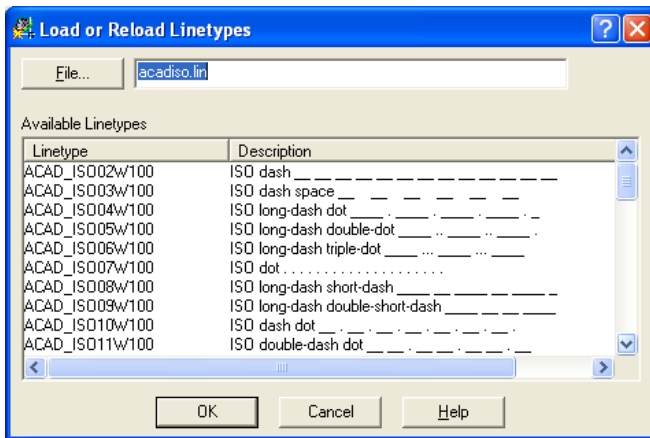 Load or Reload Linetypes
File... acadiso.lin
Available Linetypes
Linetype Description
ACAD_ISO02W100 ISO dash __ __ __ __ __ __ __ __ __ __ __ __ __
ACAD_ISO03W100 ISO dash space __ __ __ __ __ __
ACAD_ISO04W100 ISO long-dash dot ____ . ____ . ____ . ____ . _
ACAD_ISO05W100 ISO long-dash double-dot ____ .. ____ .. ____ .
ACAD_ISO06W100 ISO long-dash triple-dot ____ ... ____ ... ____
ACAD_ISO07W100 ISO dot . . . . . . . . . . . . . . . . . . . .
ACAD_ISO08W100 ISO long-dash short-dash ____ __ ____ __ ____ _
ACAD_ISO09W100 ISO long-dash double-short-dash ____ __ __ ____
ACAD_ISO10W100 ISO dash dot __ . __ . __ . __ . __ . __ . __ .
ACAD_ISO11W100 ISO double-dash dot __ __ . __ __ . __ __ . __
OK Cancel Help